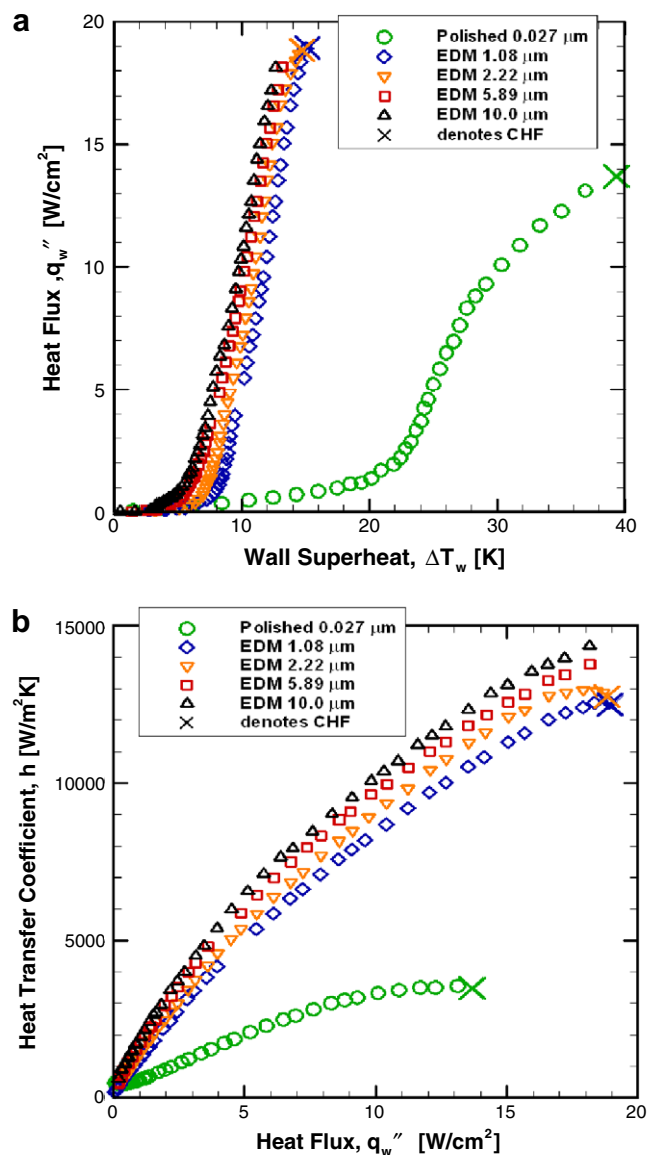 a
20
15
10
5
0
Heat Flux ,q_w″ [W/cm²]
Polished 0.027 μm
EDM 1.08 μm
EDM 2.22 μm
EDM 5.89 μm
EDM 10.0 μm
denotes CHF
0 10 20 30 40
Wall Superheat, ΔT_w [K]
b
15000
10000
5000
0
Heat Transfer Coefficient, h [W/m²K]
Polished 0.027 μm
EDM 1.08 μm
EDM 2.22 μm
EDM 5.89 μm
EDM 10.0 μm
denotes CHF
0 5 10 15 20
Heat Flux, q_w″ [W/cm²]